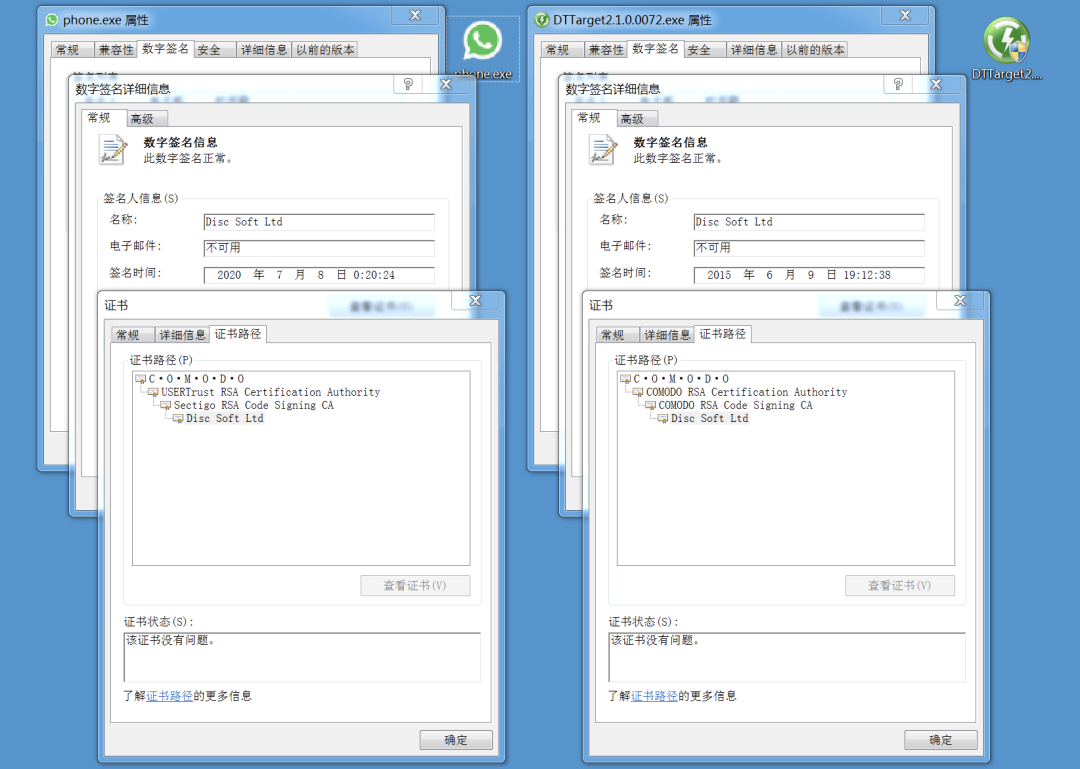 phone.exe 属性
常规 兼容性 数字签名 安全 详细信息 以前的版本
phone.exe
数字签名详细信息
常规 高级
数字签名信息
此数字签名正常。
签名人信息(S)
名称: Disc Soft Ltd
电子邮件: 不可用
签名时间: 2020 年 7 月 8 日 0:20:24
证书
常规 详细信息 证书路径
证书路径(P)
C•O•M•O•D•O
USERTrust RSA Certification Authority
Sectigo RSA Code Signing CA
Disc Soft Ltd
查看证书(V)
证书状态(S):
该证书没有问题。
了解证书路径的更多信息
确定
DTTarget2.1.0.0072.exe 属性
常规 兼容性 数字签名 安全 详细信息 以前的版本
DTTarget2....
数字签名详细信息
常规 高级
数字签名信息
此数字签名正常。
签名人信息(S)
名称: Disc Soft Ltd
电子邮件: 不可用
签名时间: 2015 年 6 月 9 日 19:12:38
证书
常规 详细信息 证书路径
证书路径(P)
C•O•M•O•D•O
COMODO RSA Certification Authority
COMODO RSA Code Signing CA
Disc Soft Ltd
查看证书(V)
证书状态(S):
该证书没有问题。
了解证书路径的更多信息
确定